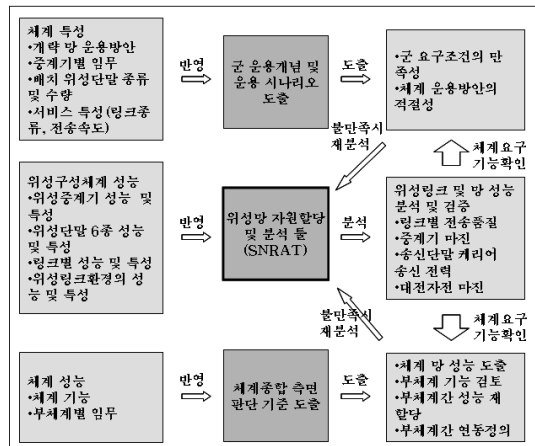 체계 특성
•개략 망 운용방안
•중계기별 임무
•배치 위성단말 종류
및 수량
•서비스 특성(링크종
류, 전송속도)
반영
군 운용개념 및
운용 시나리오
도출
도출
•군 요구조건의 만
족성
•체계 운용방안의
적절성
불만족시
재분석
체계요구
기능확인
위성구성체계 성능
•위성중계기 성능 및
특성
•위성단말 6종 성능
및 특성
•링크별 성능 및 특성
•위성링크환경의 성
능 및 특성
반영
위성망 자원할당
및 분석 툴
(SNRAT)
분석
위성링크 및 망 성능
분석 및 검증
•링크별 전송품질
•중계기 마진
•송신단말 캐리어
송신 전력
•대전자전 마진
불만족시
재분석
체계요구
기능확인
체계 성능
•체계 기능
•부체계별 임무
반영
체계종합 측면
판단 기준 도출
도출
•체계 망 성능 도출
•부체계 기능 검토
•부체계간 성능 재
할당
•부체계간 연동정의